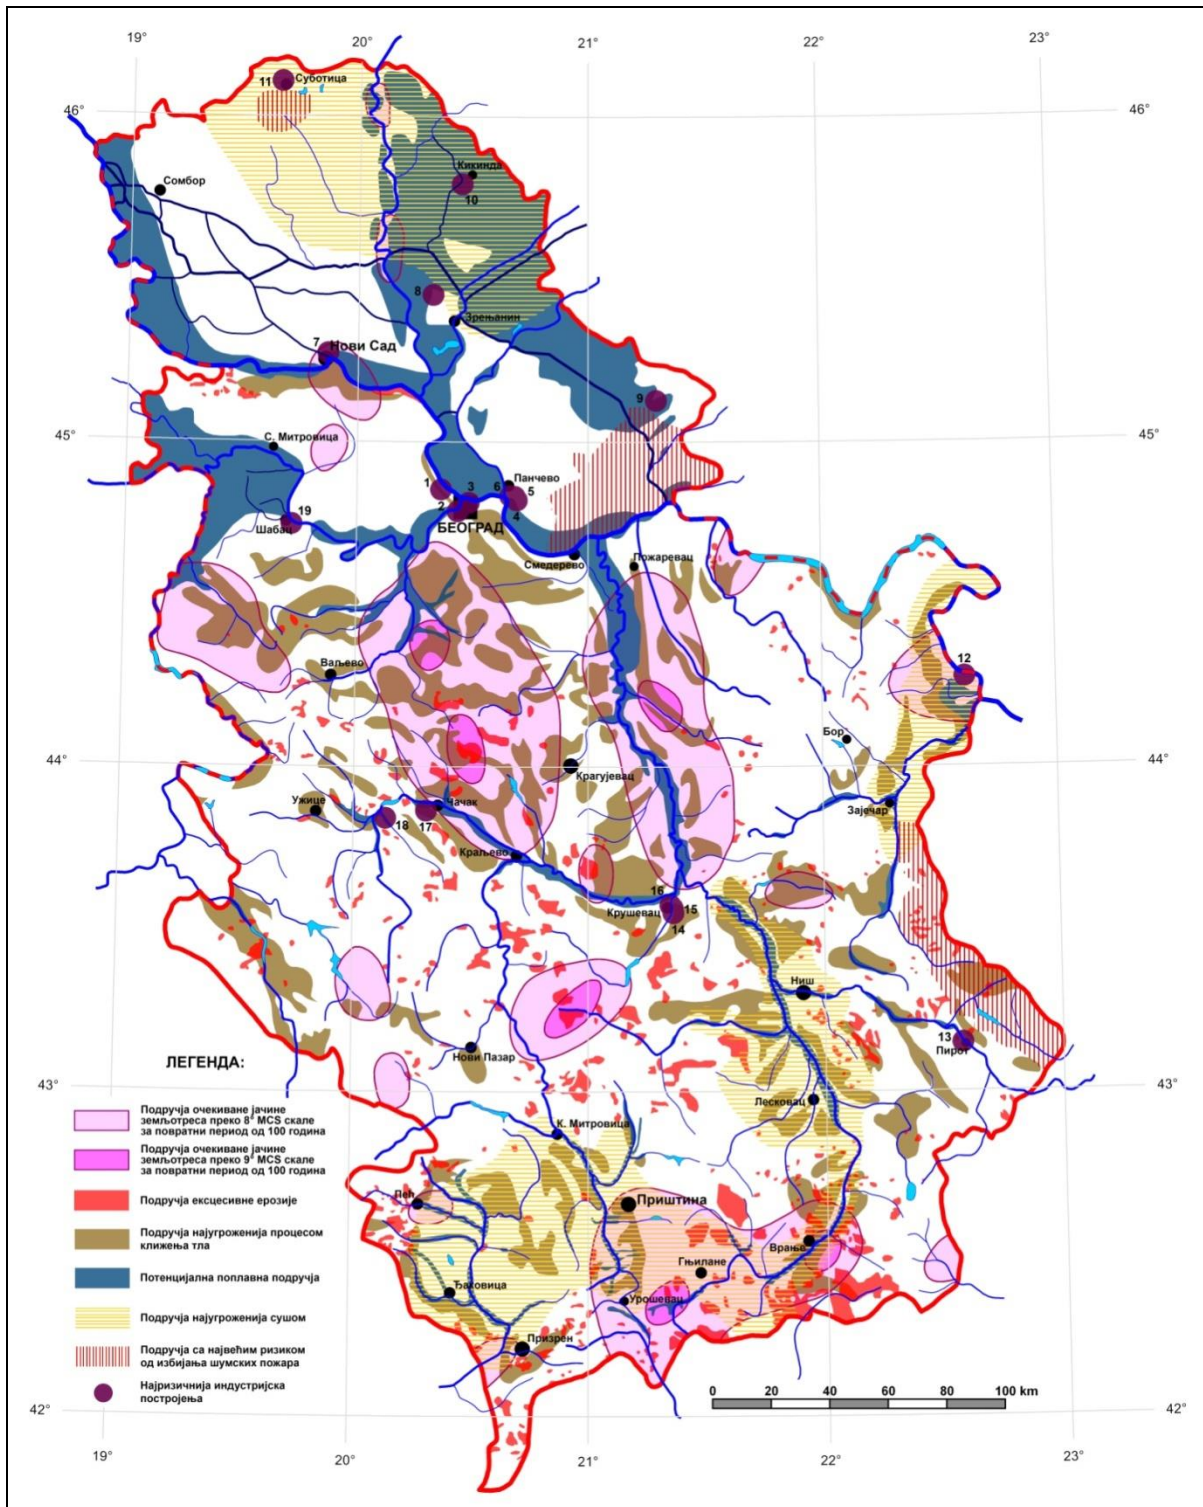 19°
20°
21°
22°
23°
46°
46°
11
Суботица
Сомбор
Кикинда
10
8
Зрењанин
7
Нови Сад
9
45°
45°
С. Митровица
1
3
6
Панчево
5
2
4
БЕОГРАД
19
Шабац
Смедерево
Пожаревац
Ваљево
12
44°
44°
Бор
Крагујевац
Ужице
Чачак
18
17
Зајечар
Краљево
16
15
Крушевац
14
Ниш
13
Пирот
Нови Пазар
43°
43°
ЛЕГЕНДА:
Лесковац
К. Митровица
Подручја очекиване јачине
земљотреса преко 8° MCS скале
за повратни период од 100 година
Подручја очекиване јачине
земљотреса преко 9° MCS скале
за повратни период од 100 година
Подручја ексцесивне ерозије
Подручја најугроженија процесом
клижења тла
Потенцијална поплавна подручја
Подручја најугроженија сушом
Подручја са највећим ризиком
од избијања шумских пожара
Најризичнија индустријска
постројења
Пећ
Приштина
Врање
Гњилане
Ђаковица
Урошевац
Призрен
0 20 40 60 80 100 km
42°
42°
19°
20°
21°
22°
23°